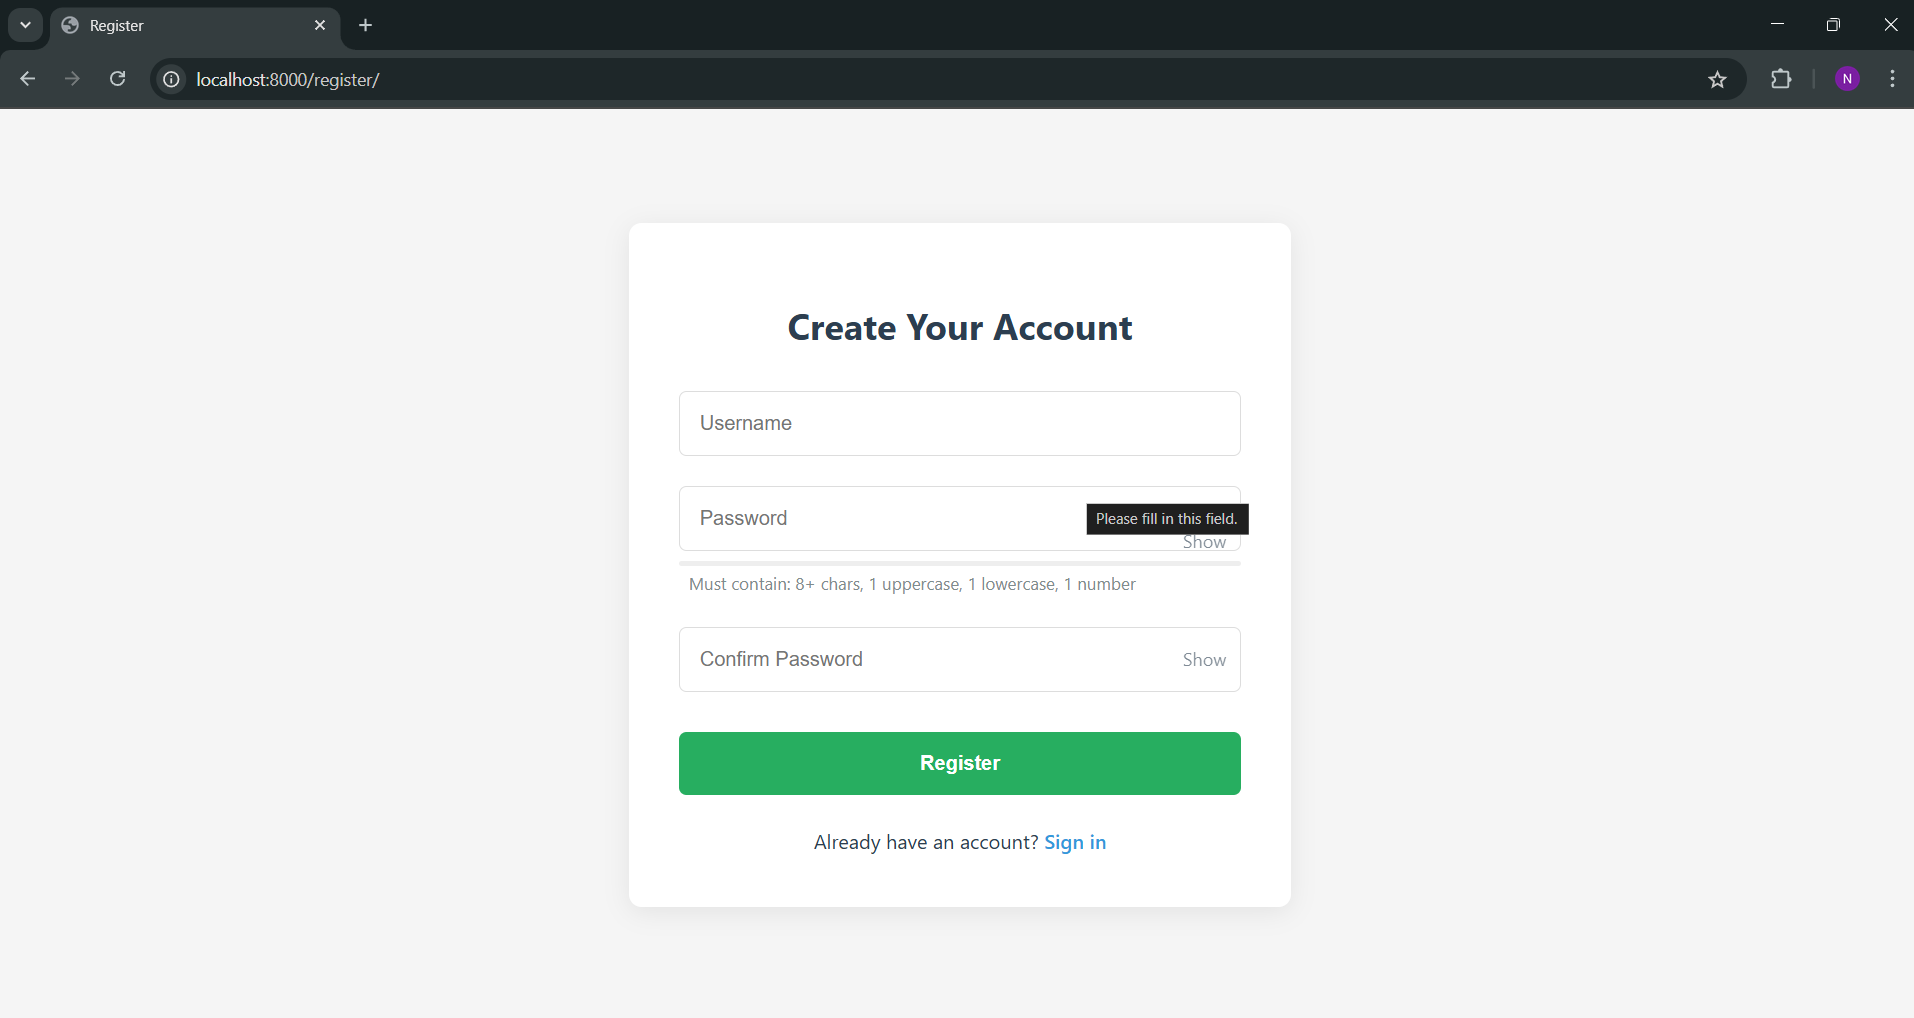 Register
localhost:8000/register/
N
Create Your Account
Username
Password
Please fill in this field.
Show
Must contain: 8+ chars, 1 uppercase, 1 lowercase, 1 number
Confirm Password Show
Register
Already have an account? Sign in